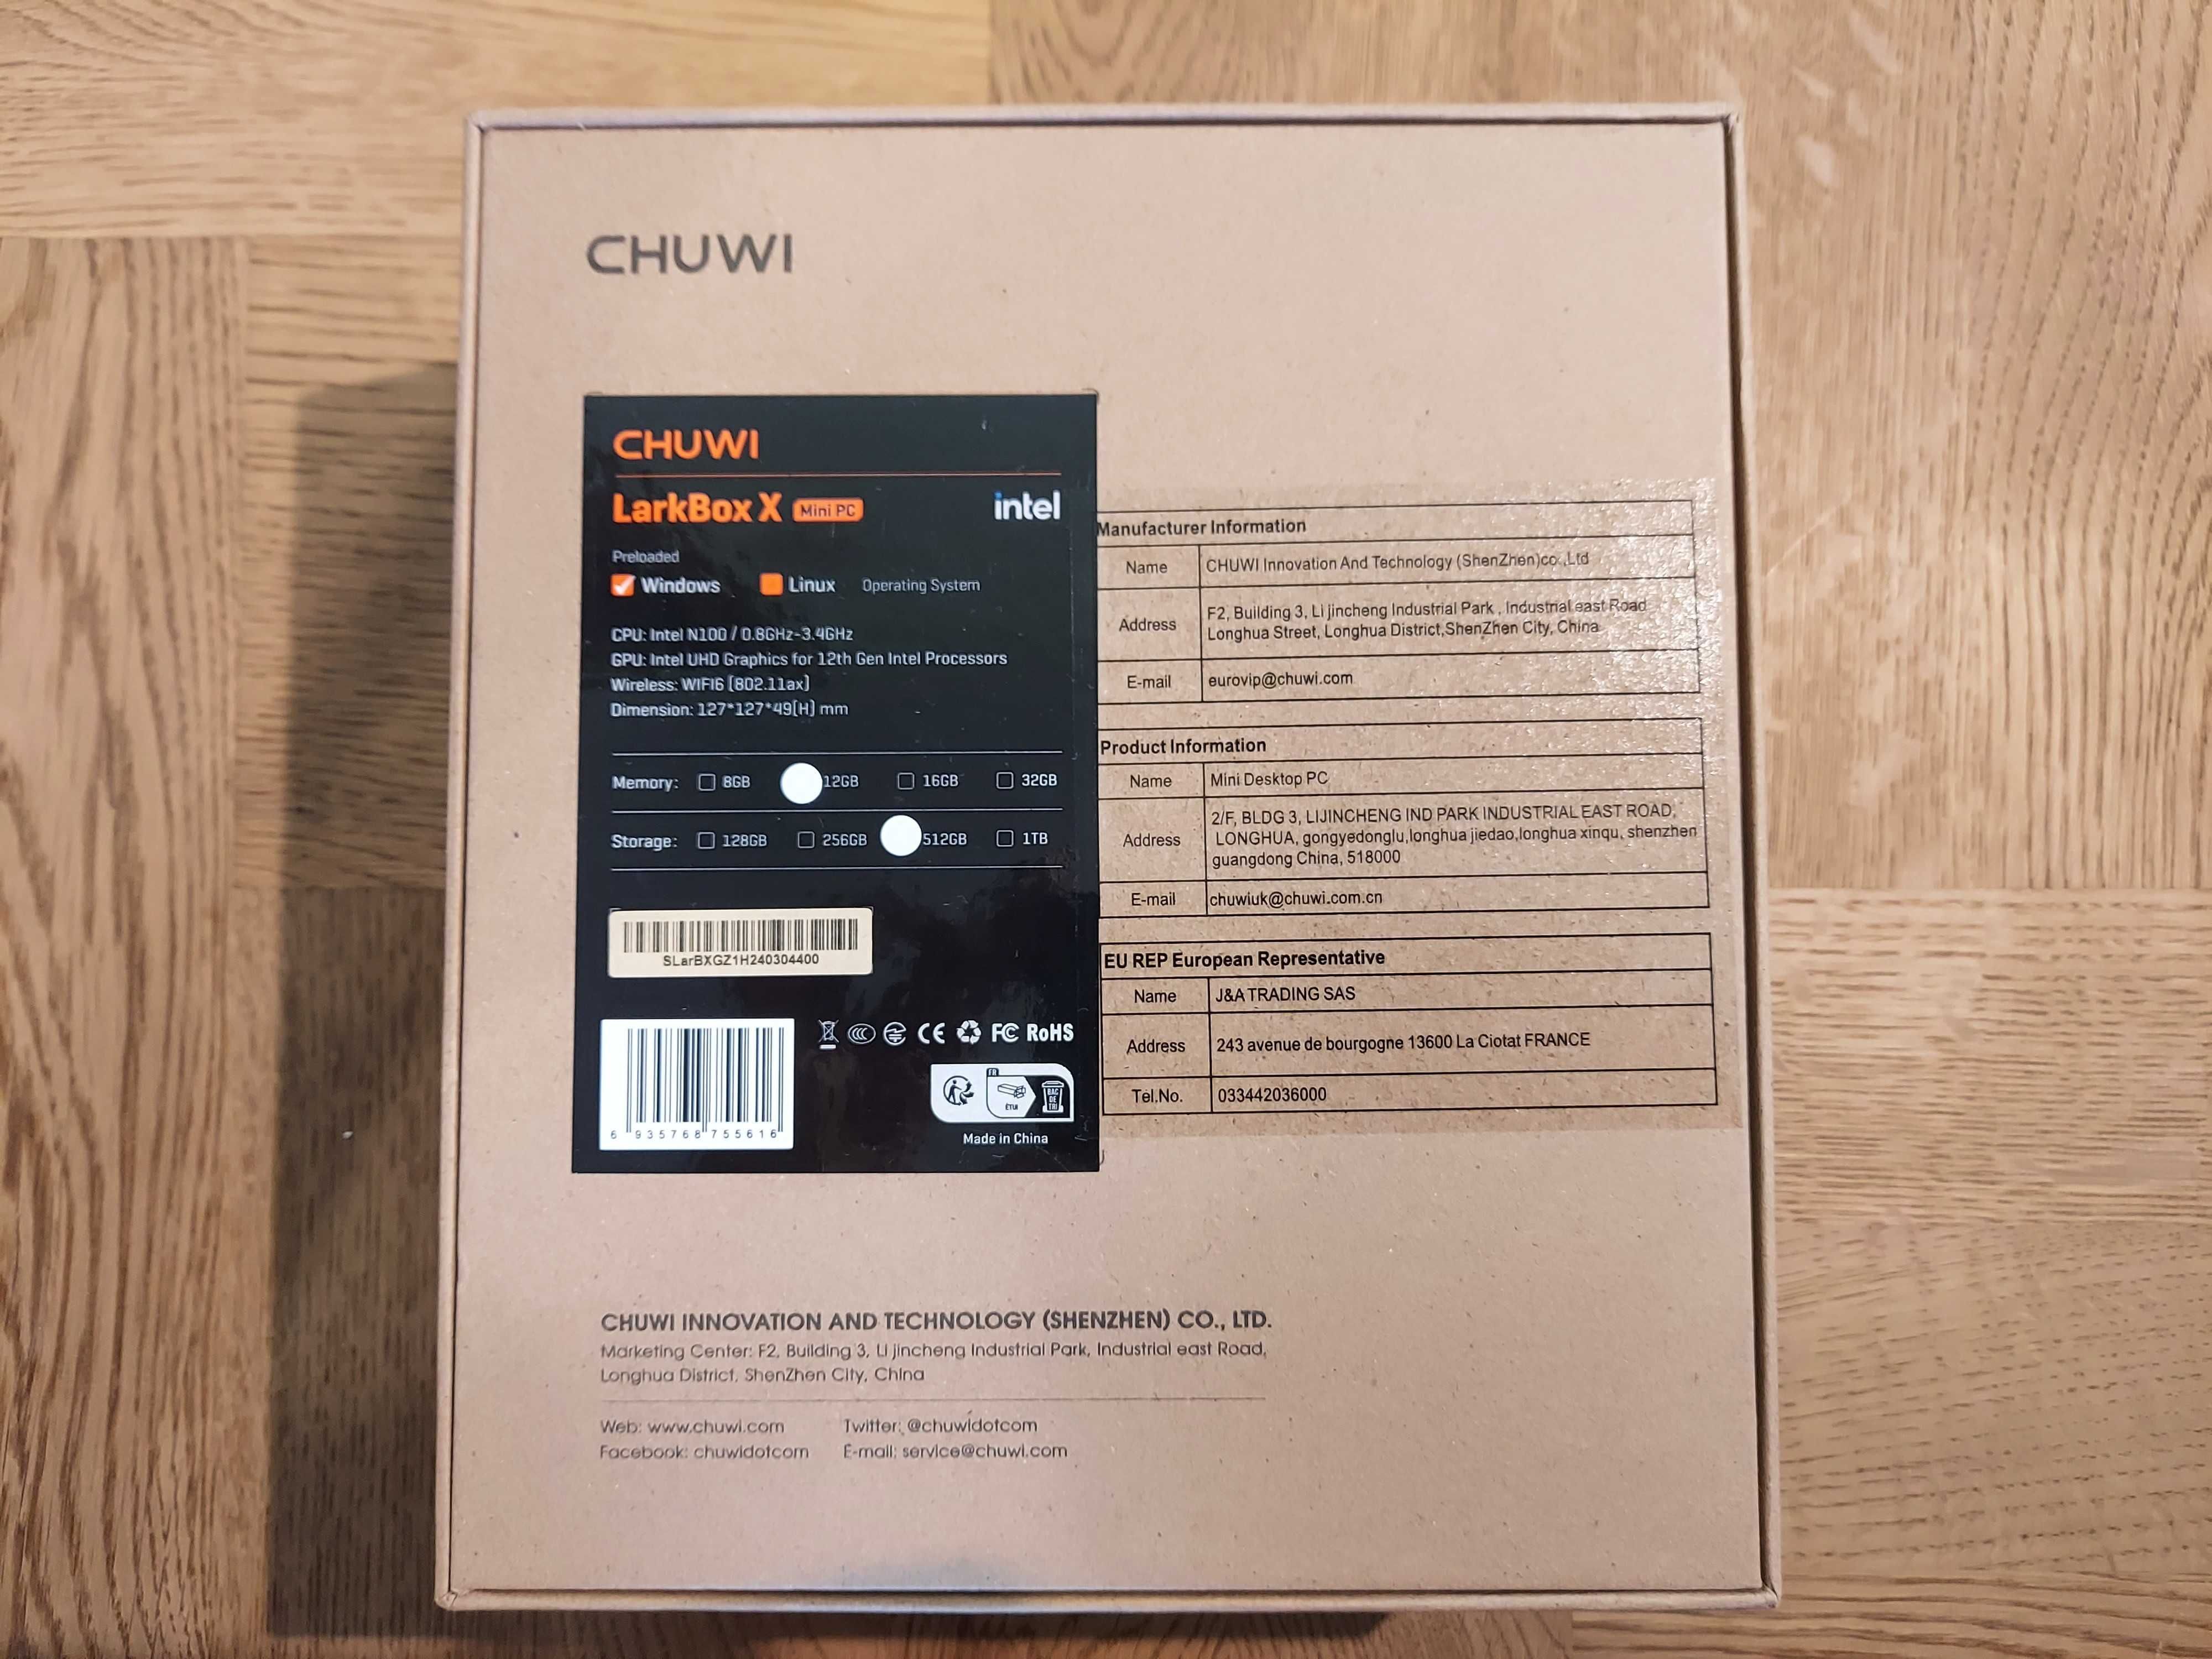 CHUWI
CHUWI
LarkBox X Mini PC intel
Preloaded
Windows Linux Operating System
CPU: Intel N100 / 0.8GHz-3.4GHz
GPU: Intel UHD Graphics for 12th Gen Intel Processors
Wireless: WIFI6 (802.11ax)
Dimension: 127*127*49(H) mm
Memory: 8GB 12GB 16GB 32GB
Storage: 128GB 256GB 512GB 1TB
SLarBXGZ1H240304400
CE FC RoHS
FR
ÉTUI
BAC
DE
TRI
6 935768 755616
Made in China
Manufacturer Information
Name CHUWI Innovation And Technology (ShenZhen)co.,Ltd
Address F2, Building 3, Li jincheng Industrial Park , Industrial east Road
Longhua Street, Longhua District,ShenZhen City, China
E-mail eurovip@chuwi.com
Product Information
Name Mini Desktop PC
Address 2/F, BLDG 3, LIJINCHENG IND PARK INDUSTRIAL EAST ROAD,
LONGHUA, gongyedonglu,longhua jiedao,longhua xinqu, shenzhen
guangdong China, 518000
E-mail chuwiuk@chuwi.com.cn
EU REP European Representative
Name J&A TRADING SAS
Address 243 avenue de bourgogne 13600 La Ciotat FRANCE
Tel.No. 033442036000
CHUWI INNOVATION AND TECHNOLOGY (SHENZHEN) CO., LTD.
Marketing Center: F2, Building 3, Li jincheng Industrial Park, Industrial east Road,
Longhua District, ShenZhen City, China
Web: www.chuwi.com Twitter: @chuwidotcom
Facebook: chuwidotcom E-mail: service@chuwi.com